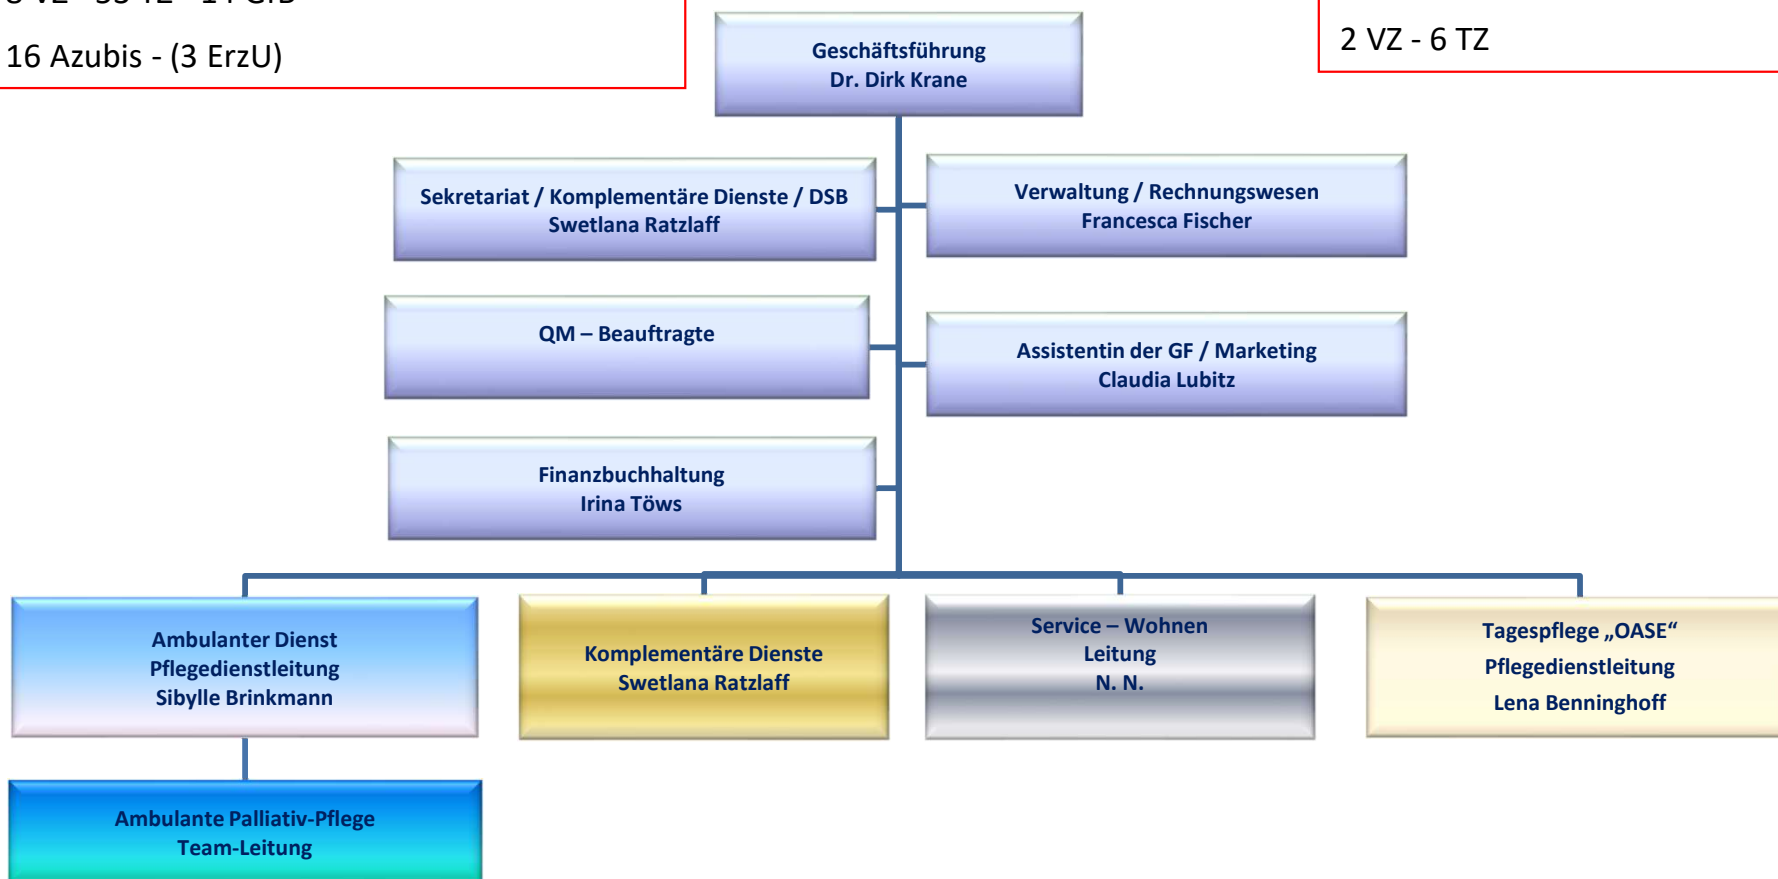 16 Azubis - (3 ErzU)
2 VZ - 6 TZ
Geschäftsführung
Dr. Dirk Krane
Sekretariat / Komplementäre Dienste / DSB
Swetlana Ratzlaff
Verwaltung / Rechnungswesen
Francesca Fischer
QM – Beauftragte
Assistentin der GF / Marketing
Claudia Lubitz
Finanzbuchhaltung
Irina Töws
Ambulanter Dienst
Pflegedienstleitung
Sibylle Brinkmann
Komplementäre Dienste
Swetlana Ratzlaff
Service – Wohnen
Leitung
N. N.
Tagespflege „OASE“
Pflegedienstleitung
Lena Benninghoff
Ambulante Palliativ-Pflege
Team-Leitung